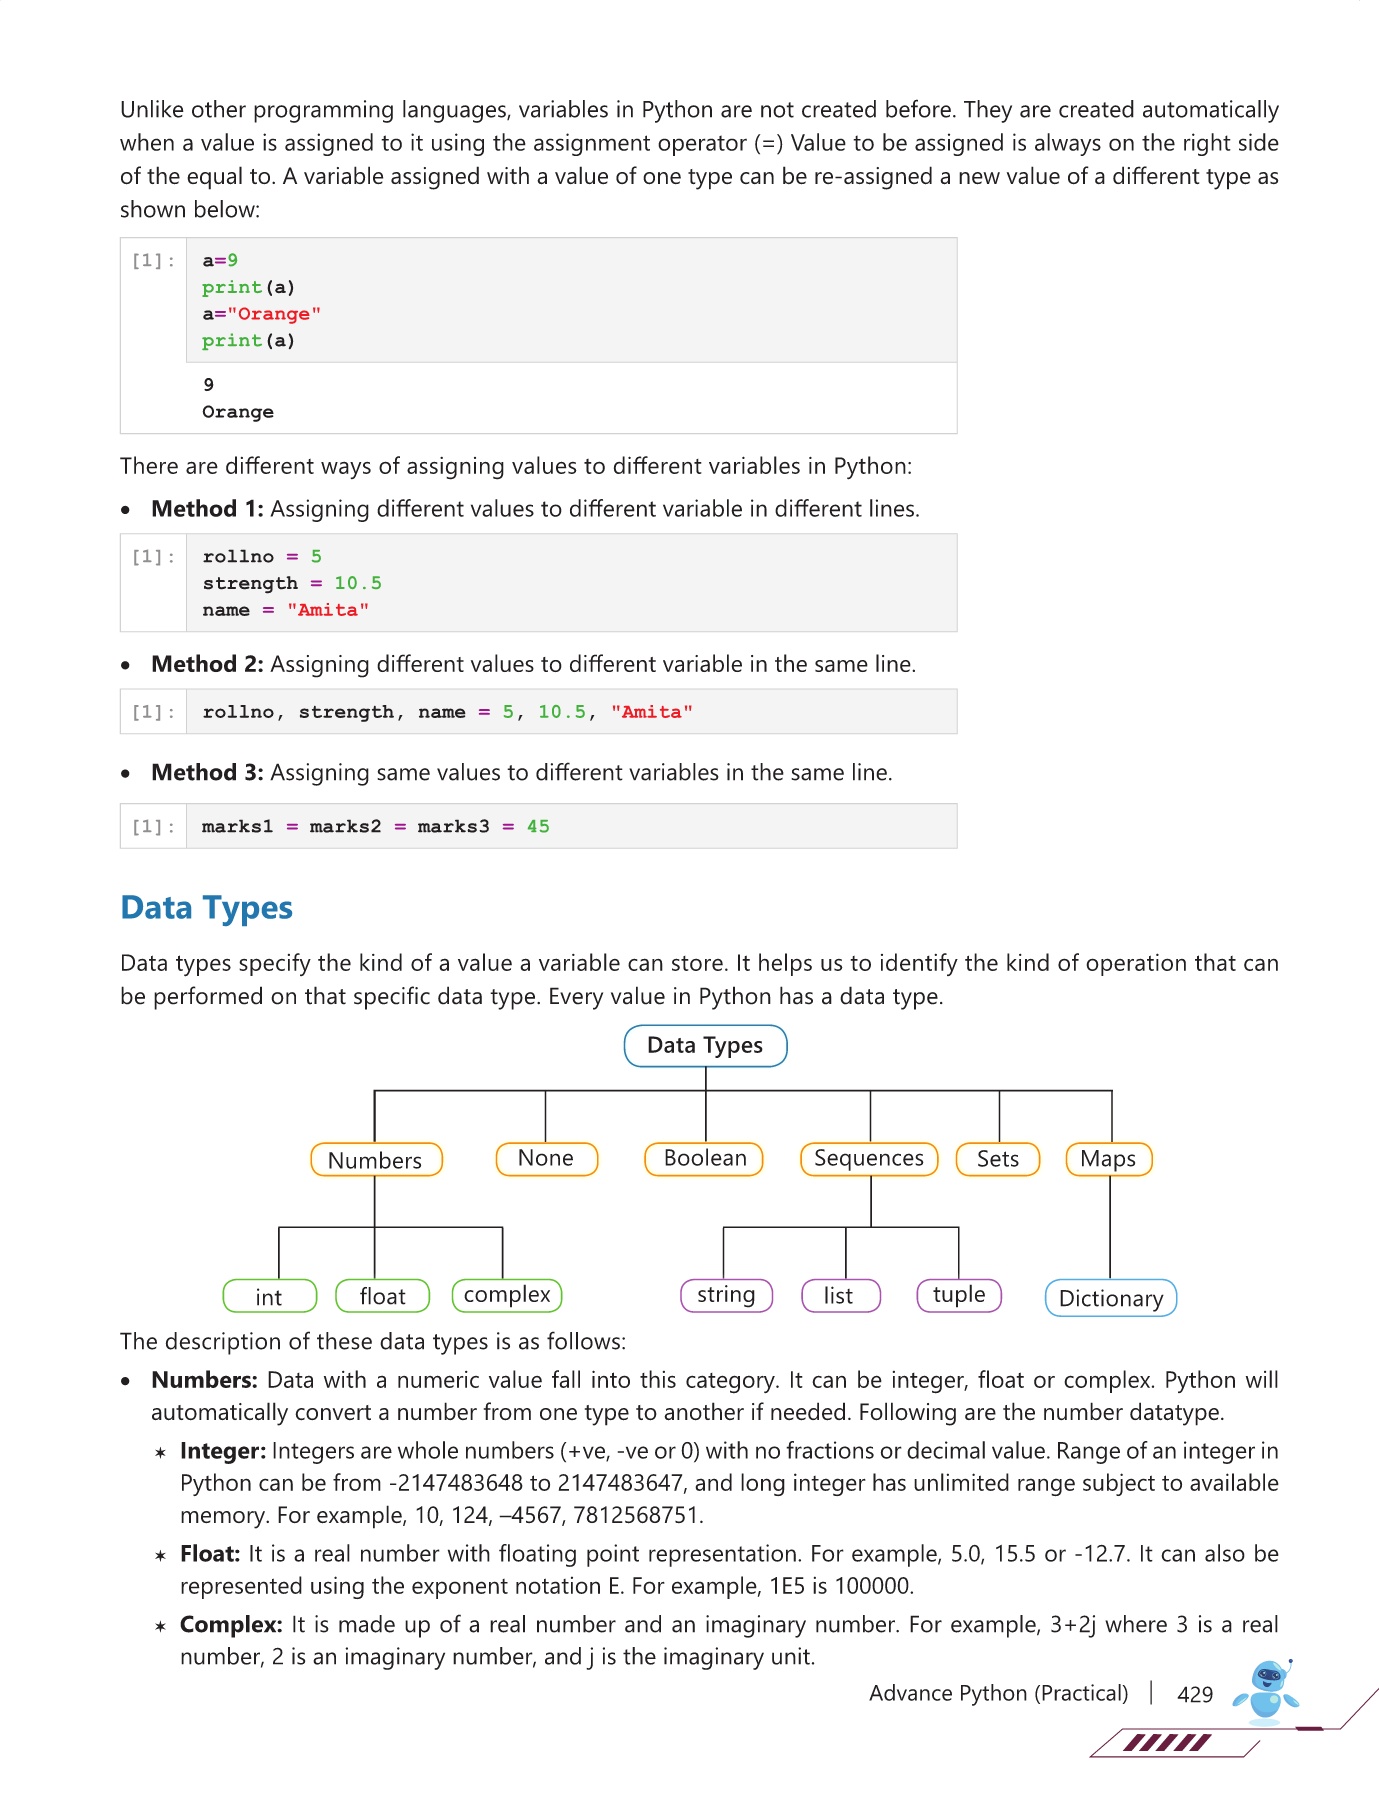 Unlike other programming languages, variables in Python are not created before. They are created automatically
when a value is assigned to it using the assignment operator (=) Value to be assigned is always on the right side
of the equal to. A variable assigned with a value of one type can be re-assigned a new value of a different type as
shown below:
[1]: a=9
print(a)
a="Orange"
print(a)
9
Orange
There are different ways of assigning values to different variables in Python:
• Method 1: Assigning different values to different variable in different lines.
[1]: rollno = 5
strength = 10.5
name = "Amita"
• Method 2: Assigning different values to different variable in the same line.
[1]: rollno, strength, name = 5, 10.5, "Amita"
• Method 3: Assigning same values to different variables in the same line.
[1]: marks1 = marks2 = marks3 = 45
Data Types
Data types specify the kind of a value a variable can store. It helps us to identify the kind of operation that can
be performed on that specific data type. Every value in Python has a data type.
Data Types
Numbers None Boolean Sequences Sets Maps
int float complex string list tuple Dictionary
The description of these data types is as follows:
• Numbers: Data with a numeric value fall into this category. It can be integer, float or complex. Python will
automatically convert a number from one type to another if needed. Following are the number datatype.
✶ Integer: Integers are whole numbers (+ve, -ve or 0) with no fractions or decimal value. Range of an integer in
Python can be from -2147483648 to 2147483647, and long integer has unlimited range subject to available
memory. For example, 10, 124, –4567, 7812568751.
✶ Float: It is a real number with floating point representation. For example, 5.0, 15.5 or -12.7. It can also be
represented using the exponent notation E. For example, 1E5 is 100000.
✶ Complex: It is made up of a real number and an imaginary number. For example, 3+2j where 3 is a real
number, 2 is an imaginary number, and j is the imaginary unit.
Advance Python (Practical) | 429